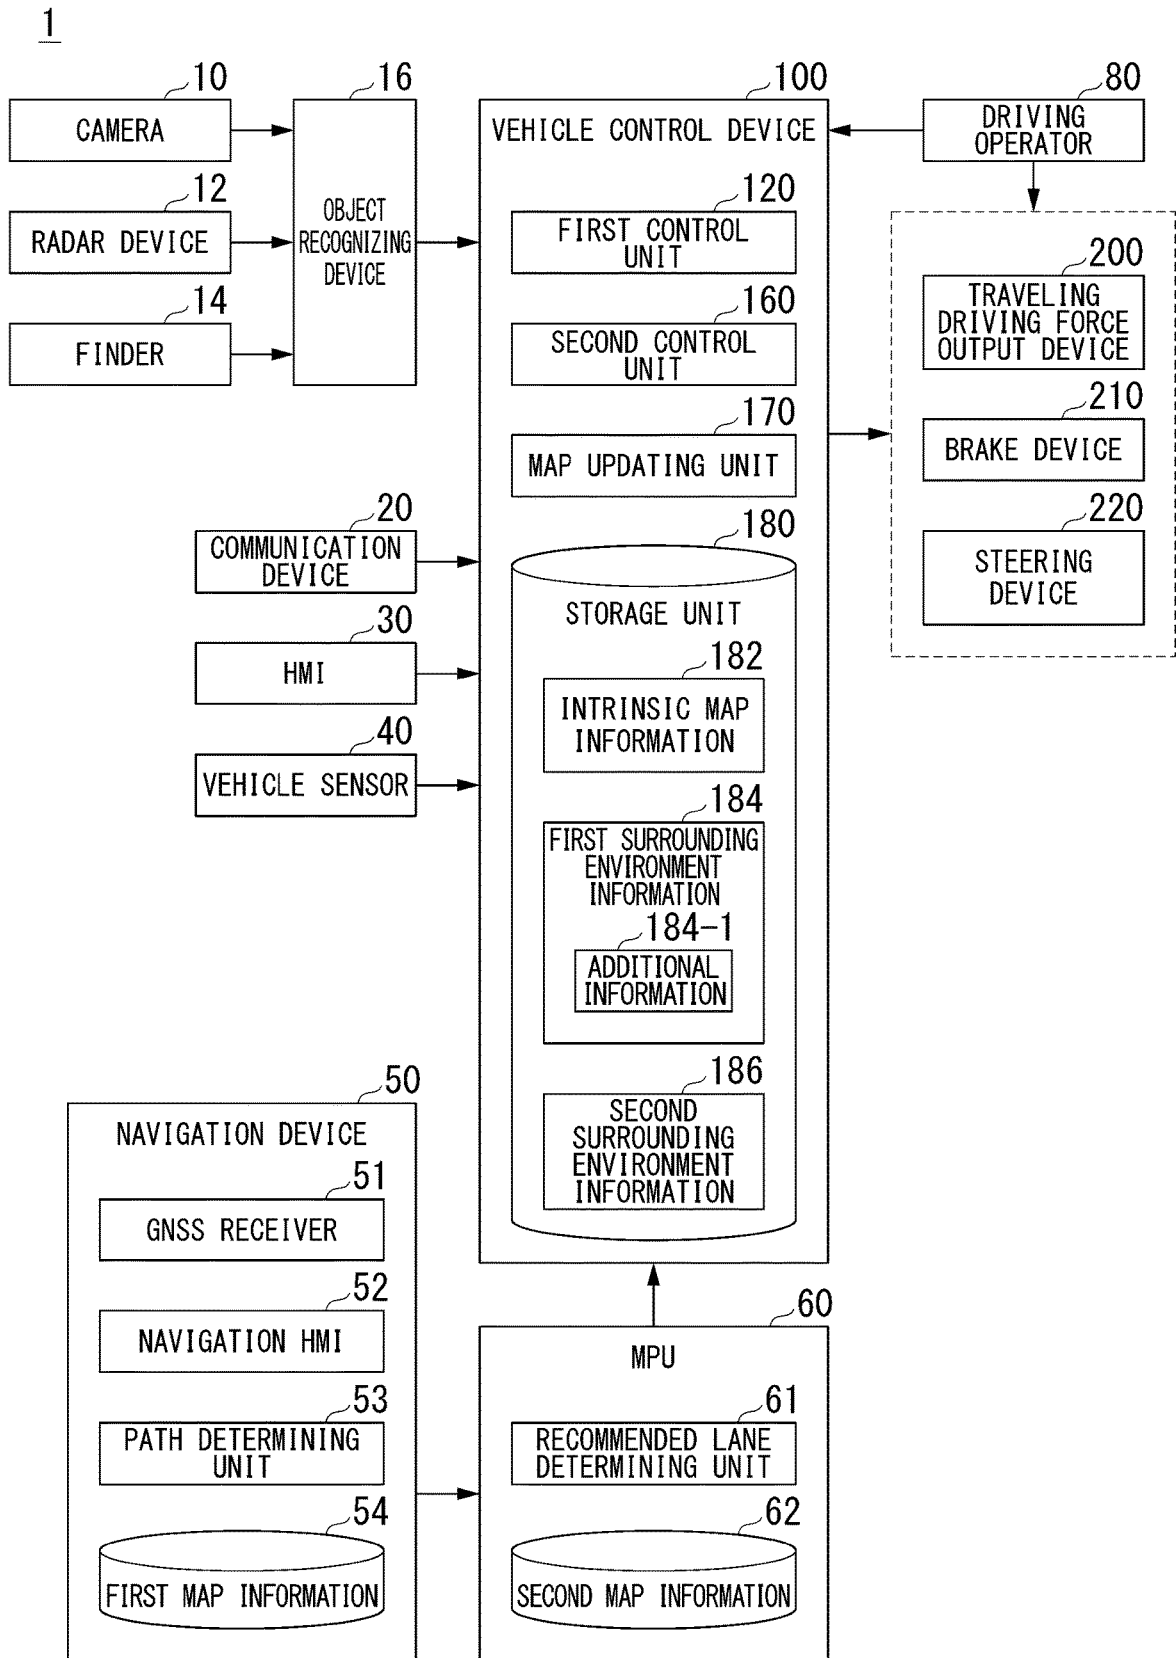 1
10
CAMERA
12
RADAR DEVICE
14
FINDER
16
OBJECT
RECOGNIZING
DEVICE
20
COMMUNICATION
DEVICE
30
HMI
40
VEHICLE SENSOR
100
VEHICLE CONTROL DEVICE
120
FIRST CONTROL
UNIT
160
SECOND CONTROL
UNIT
170
MAP UPDATING UNIT
180
STORAGE UNIT
182
INTRINSIC MAP
INFORMATION
184
FIRST SURROUNDING
ENVIRONMENT
INFORMATION
184-1
ADDITIONAL
INFORMATION
186
SECOND
SURROUNDING
ENVIRONMENT
INFORMATION
80
DRIVING
OPERATOR
200
TRAVELING
DRIVING FORCE
OUTPUT DEVICE
210
BRAKE DEVICE
220
STEERING
DEVICE
50
NAVIGATION DEVICE
51
GNSS RECEIVER
52
NAVIGATION HMI
53
PATH DETERMINING
UNIT
54
FIRST MAP INFORMATION
60
MPU
61
RECOMMENDED LANE
DETERMINING UNIT
62
SECOND MAP INFORMATION